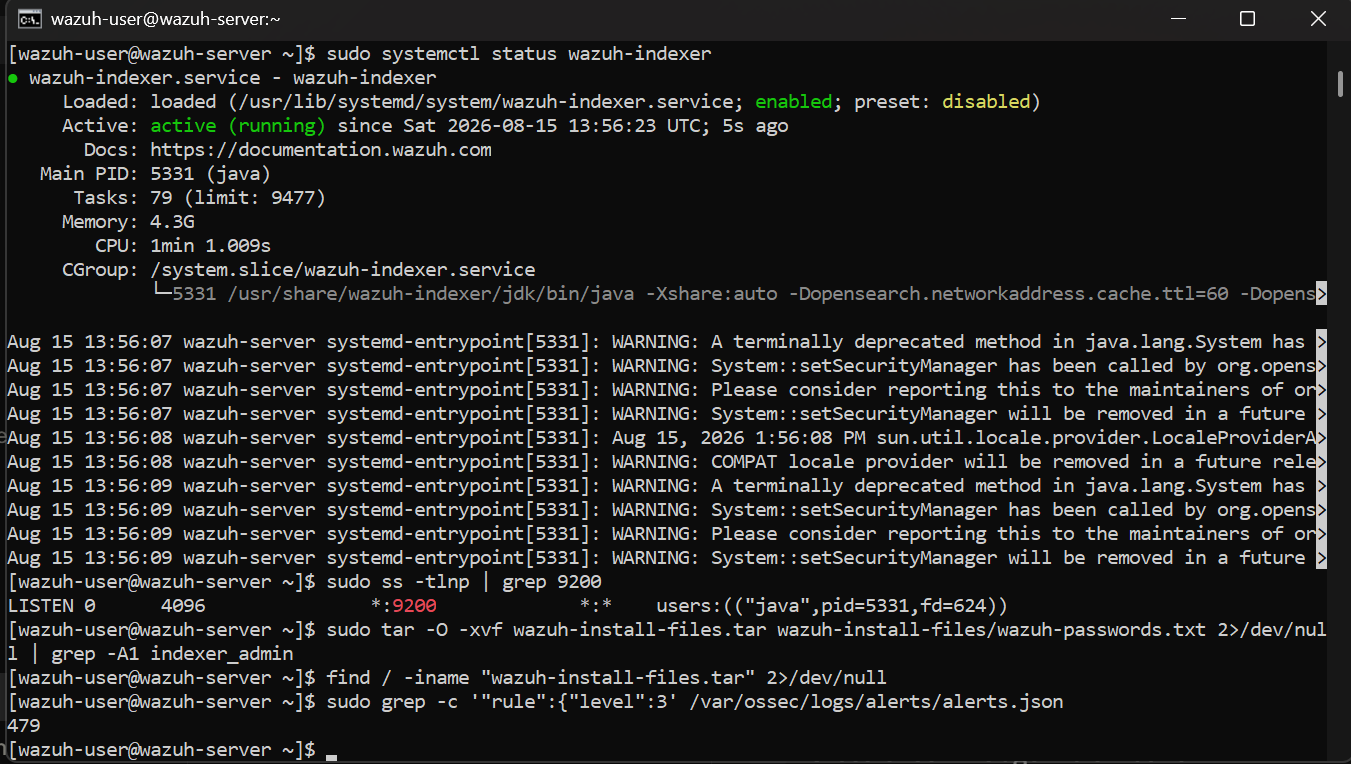 wazuh-user@wazuh-server:~
[wazuh-user@wazuh-server ~]$ sudo systemctl status wazuh-indexer
● wazuh-indexer.service - wazuh-indexer
     Loaded: loaded (/usr/lib/systemd/system/wazuh-indexer.service; enabled; preset: disabled)
     Active: active (running) since Sat 2026-08-15 13:56:23 UTC; 5s ago
       Docs: https://documentation.wazuh.com
   Main PID: 5331 (java)
      Tasks: 79 (limit: 9477)
     Memory: 4.3G
        CPU: 1min 1.009s
     CGroup: /system.slice/wazuh-indexer.service
             └─5331 /usr/share/wazuh-indexer/jdk/bin/java -Xshare:auto -Dopensearch.networkaddress.cache.ttl=60 -Dopens>
Aug 15 13:56:07 wazuh-server systemd-entrypoint[5331]: WARNING: A terminally deprecated method in java.lang.System has >
Aug 15 13:56:07 wazuh-server systemd-entrypoint[5331]: WARNING: System::setSecurityManager has been called by org.opens>
Aug 15 13:56:07 wazuh-server systemd-entrypoint[5331]: WARNING: Please consider reporting this to the maintainers of or>
Aug 15 13:56:07 wazuh-server systemd-entrypoint[5331]: WARNING: System::setSecurityManager will be removed in a future >
Aug 15 13:56:08 wazuh-server systemd-entrypoint[5331]: Aug 15, 2026 1:56:08 PM sun.util.locale.provider.LocaleProviderA>
Aug 15 13:56:08 wazuh-server systemd-entrypoint[5331]: WARNING: COMPAT locale provider will be removed in a future rele>
Aug 15 13:56:09 wazuh-server systemd-entrypoint[5331]: WARNING: A terminally deprecated method in java.lang.System has >
Aug 15 13:56:09 wazuh-server systemd-entrypoint[5331]: WARNING: System::setSecurityManager has been called by org.opens>
Aug 15 13:56:09 wazuh-server systemd-entrypoint[5331]: WARNING: Please consider reporting this to the maintainers of or>
Aug 15 13:56:09 wazuh-server systemd-entrypoint[5331]: WARNING: System::setSecurityManager will be removed in a future >
[wazuh-user@wazuh-server ~]$ sudo ss -tlnp | grep 9200
LISTEN 0      4096               *:9200             *:*    users:(("java",pid=5331,fd=624))
[wazuh-user@wazuh-server ~]$ sudo tar -O -xvf wazuh-install-files.tar wazuh-install-files/wazuh-passwords.txt 2>/dev/nul
l | grep -A1 indexer_admin
[wazuh-user@wazuh-server ~]$ find / -iname "wazuh-install-files.tar" 2>/dev/null
[wazuh-user@wazuh-server ~]$ sudo grep -c '"rule":{"level":3' /var/ossec/logs/alerts/alerts.json
479
[wazuh-user@wazuh-server ~]$